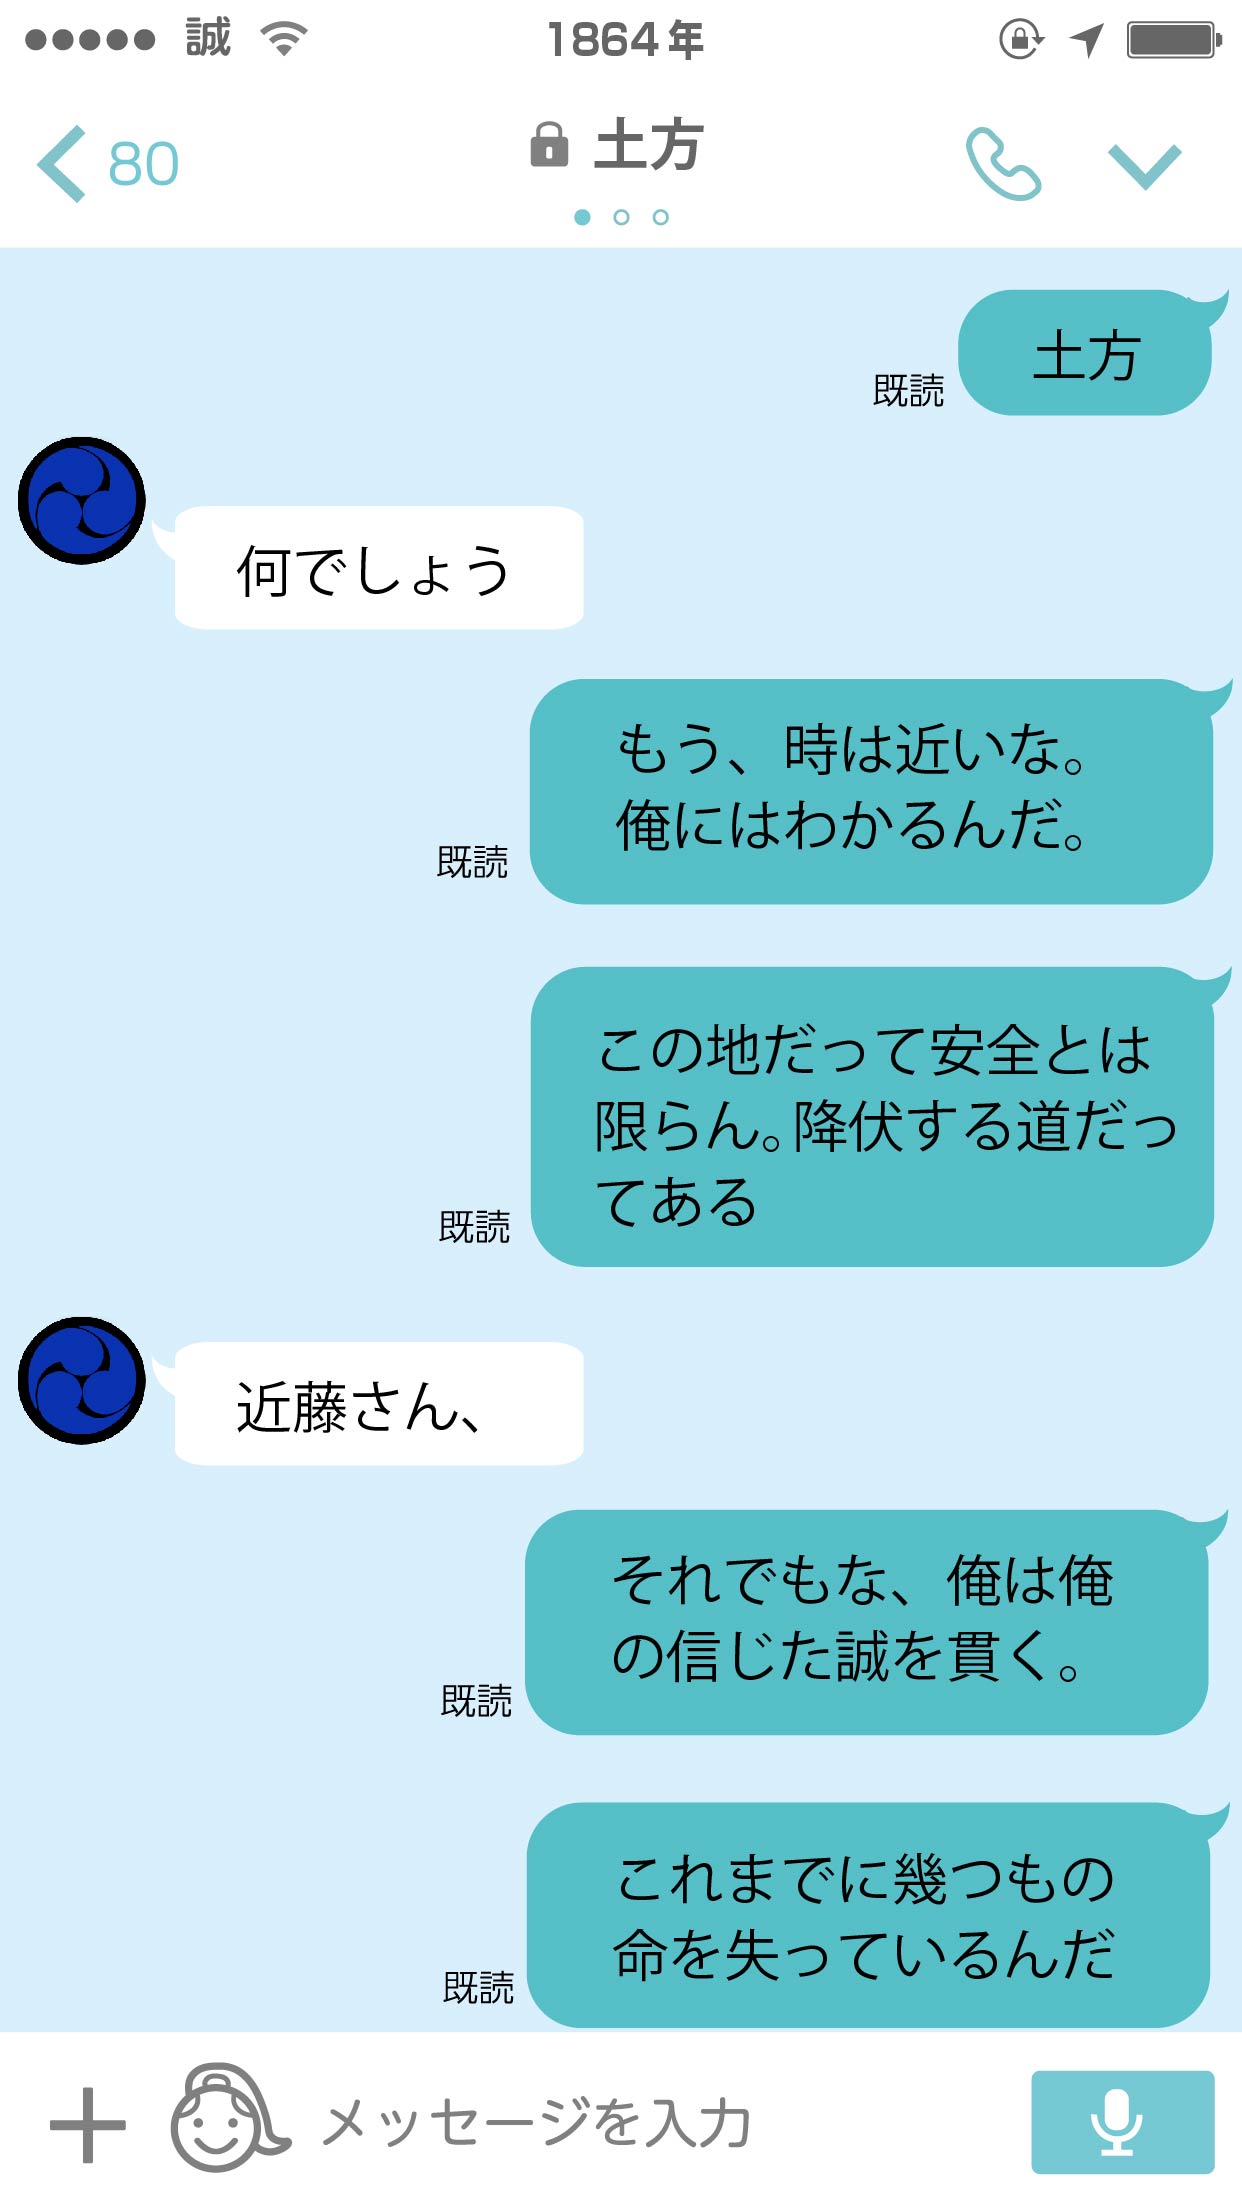 誠 1864年
80 土方
土方
既読
何でしょう
もう、時は近いな。
俺にはわかるんだ。
既読
この地だって安全とは
限らん。降伏する道だっ
てある
既読
近藤さん、
それでもな、俺は俺
の信じた誠を貫く。
既読
これまでに幾つもの
命を失っているんだ
既読
メッセージを入力